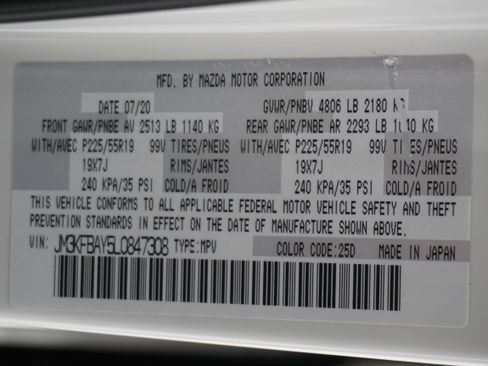 MFD. BY MAZDA MOTOR CORPORATION
DATE 07/20 GVWR/PNBV 4806 LB 2180 KG
FRONT GAWR/PNBE AV 2513 LB 1140 KG REAR GAWR/PNBE AR 2293 LB 1040 KG
WITH/AVEC P225/55R19 99V TIRES/PNEUS WITH/AVEC P225/55R19 99V TIRES/PNEUS
19X7J RIMS/JANTES 19X7J RIMS/JANTES
240 KPA/35 PSI COLD/A FROID 240 KPA/35 PSI COLD/A FROID
THIS VEHICLE CONFORMS TO ALL APPLICABLE FEDERAL MOTOR VEHICLE SAFETY AND THEFT
PREVENTION STANDARDS IN EFFECT ON THE DATE OF MANUFACTURE SHOWN ABOVE.
VIN: JM3KFBAY5L0847308 TYPE:MPV COLOR CODE:25D MADE IN JAPAN